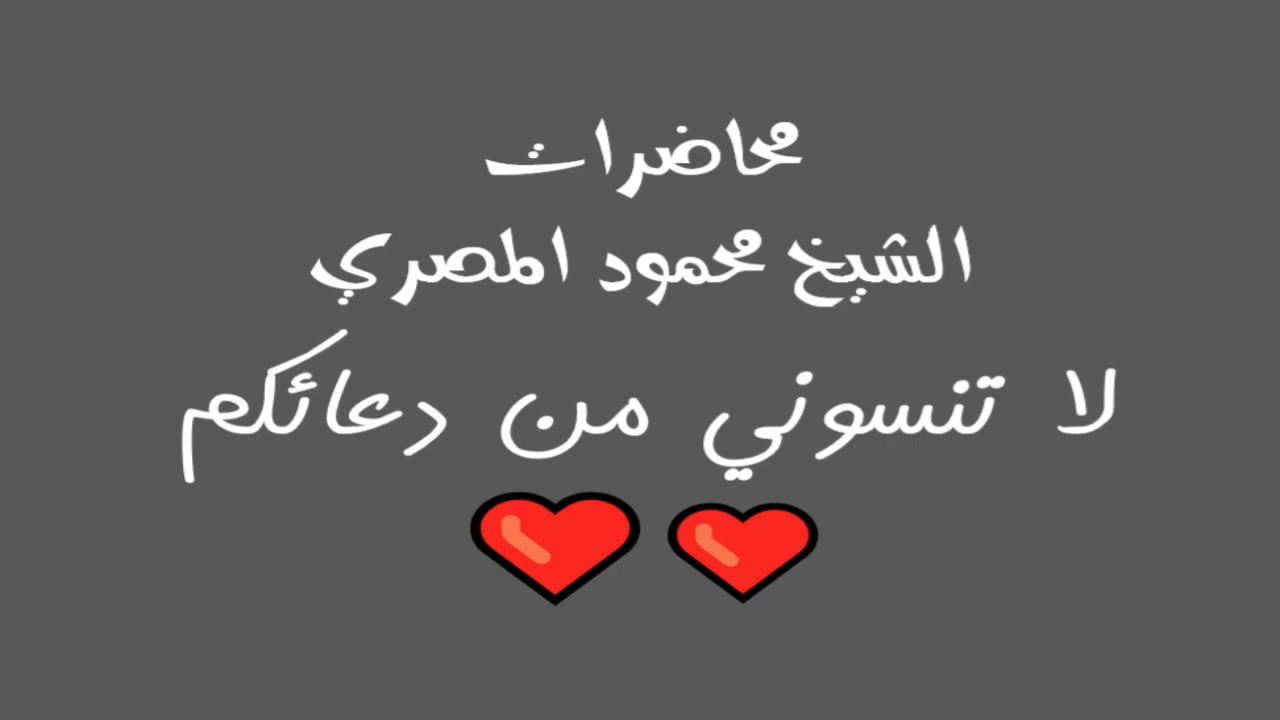 محاضرات
الشيخ محمود المصري
لا تنسوني من دعائكم